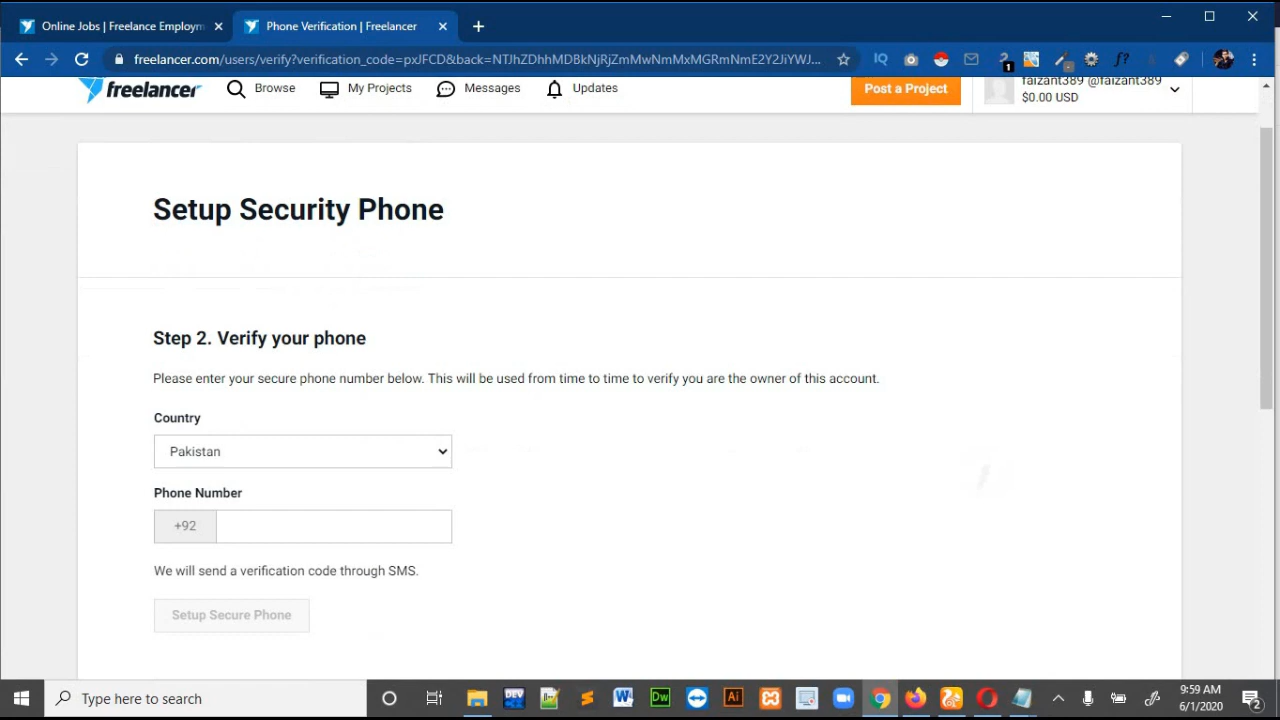 Online Jobs | Freelance Employm
Phone Verification | Freelancer
freelancer.com/users/verify?verification_code=pxJFCD&back=NTJhZDhhMDBkNjRjZmMwNmMxMGRmNmE2Y2JiYWJ...
freelancer
Browse
My Projects
Messages
Updates
Post a Project
faizant389 @faizant389
$0.00 USD
Setup Security Phone
Step 2. Verify your phone
Please enter your secure phone number below. This will be used from time to time to verify you are the owner of this account.
Country
Pakistan
Phone Number
+92
We will send a verification code through SMS.
Setup Secure Phone
Type here to search
9:59 AM
6/1/2020